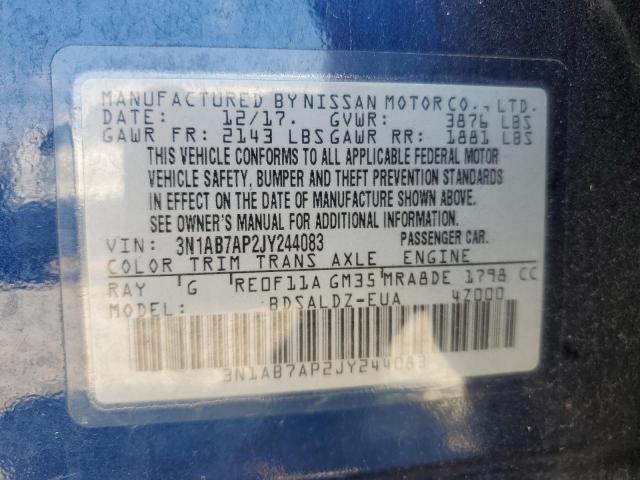 MANUFACTURED BY NISSAN MOTOR CO., LTD.
DATE: 12/17. GVWR: 3876 LBS
GAWR FR: 2143 LBS GAWR RR: 1881 LBS
THIS VEHICLE CONFORMS TO ALL APPLICABLE FEDERAL MOTOR
VEHICLE SAFETY, BUMPER AND THEFT PREVENTION STANDARDS
IN EFFECT ON THE DATE OF MANUFACTURE SHOWN ABOVE.
SEE OWNER'S MANUAL FOR ADDITIONAL INFORMATION.
VIN: 3N1AB7AP2JY244083 PASSENGER CAR.
COLOR TRIM TRANS AXLE ENGINE
RAY G RE0F11A GM35 MRA8DE 1798 CC
MODEL: BDSALDZ-EUA 4Z000
3N1AB7AP2JY244083